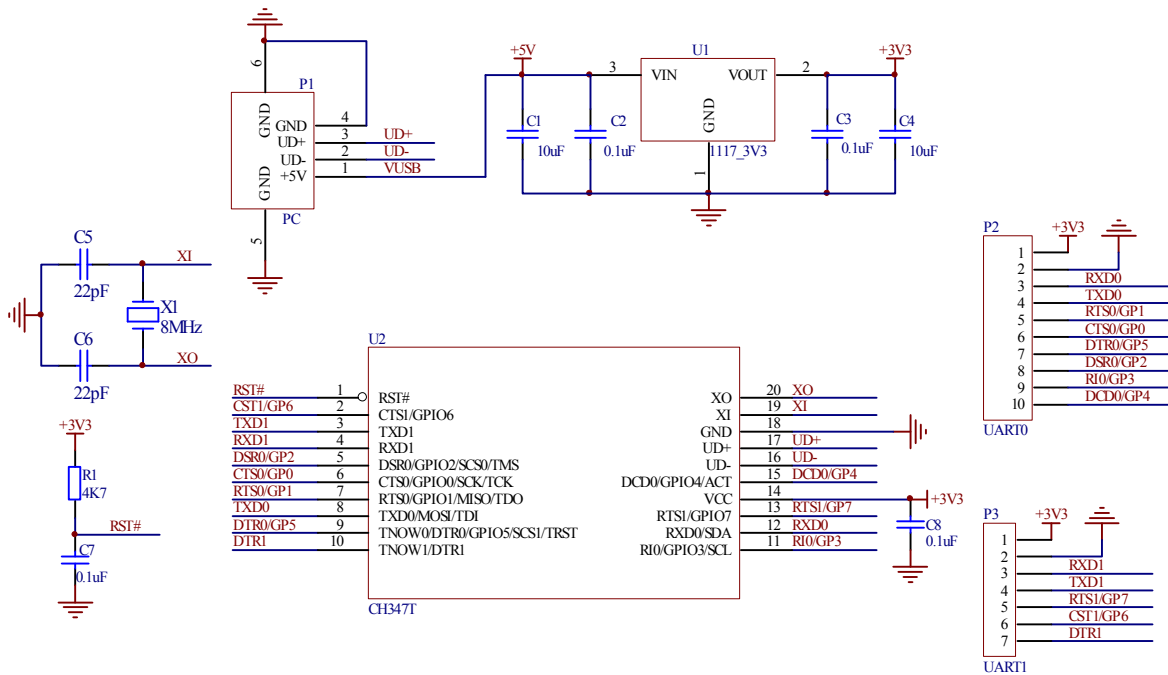 6
P1
GND
GND
4
UD+
3
UD+
UD-
2
UD-
+5V
1
VUSB
GND
PC
5
+5V
U1
+3V3
3
VIN
VOUT
2
GND
1117_3V3
1
C1
10uF
C2
0.1uF
C3
0.1uF
C4
10uF
C5
22pF
XI
X1
8MHz
C6
22pF
XO
+3V3
R1
4K7
RST#
C7
0.1uF
U2
RST# 1 RST#
CST1/GP6 2 CTS1/GPIO6
TXD1 3 TXD1
RXD1 4 RXD1
DSR0/GP2 5 DSR0/GPIO2/SCS0/TMS
CTS0/GP0 6 CTS0/GPIO0/SCK/TCK
RTS0/GP1 7 RTS0/GPIO1/MISO/TDO
TXD0 8 TXD0/MOSI/TDI
DTR0/GP5 9 TNOW0/DTR0/GPIO5/SCS1/TRST
DTR1 10 TNOW1/DTR1
XO 20 XO
XI 19 XI
GND 18
UD+ 17 UD+
UD- 16 UD-
DCD0/GPIO4/ACT 15 DCD0/GP4
VCC 14 +3V3
RTS1/GPIO7 13 RTS1/GP7
RXD0/SDA 12 RXD0
RI0/GPIO3/SCL 11 RI0/GP3
C8
0.1uF
CH347T
P2
+3V3
1
2
3 RXD0
4 TXD0
5 RTS0/GP1
6 CTS0/GP0
7 DTR0/GP5
8 DSR0/GP2
9 RI0/GP3
10 DCD0/GP4
UART0
P3
+3V3
1
2
3 RXD1
4 TXD1
5 RTS1/GP7
6 CST1/GP6
7 DTR1
UART1